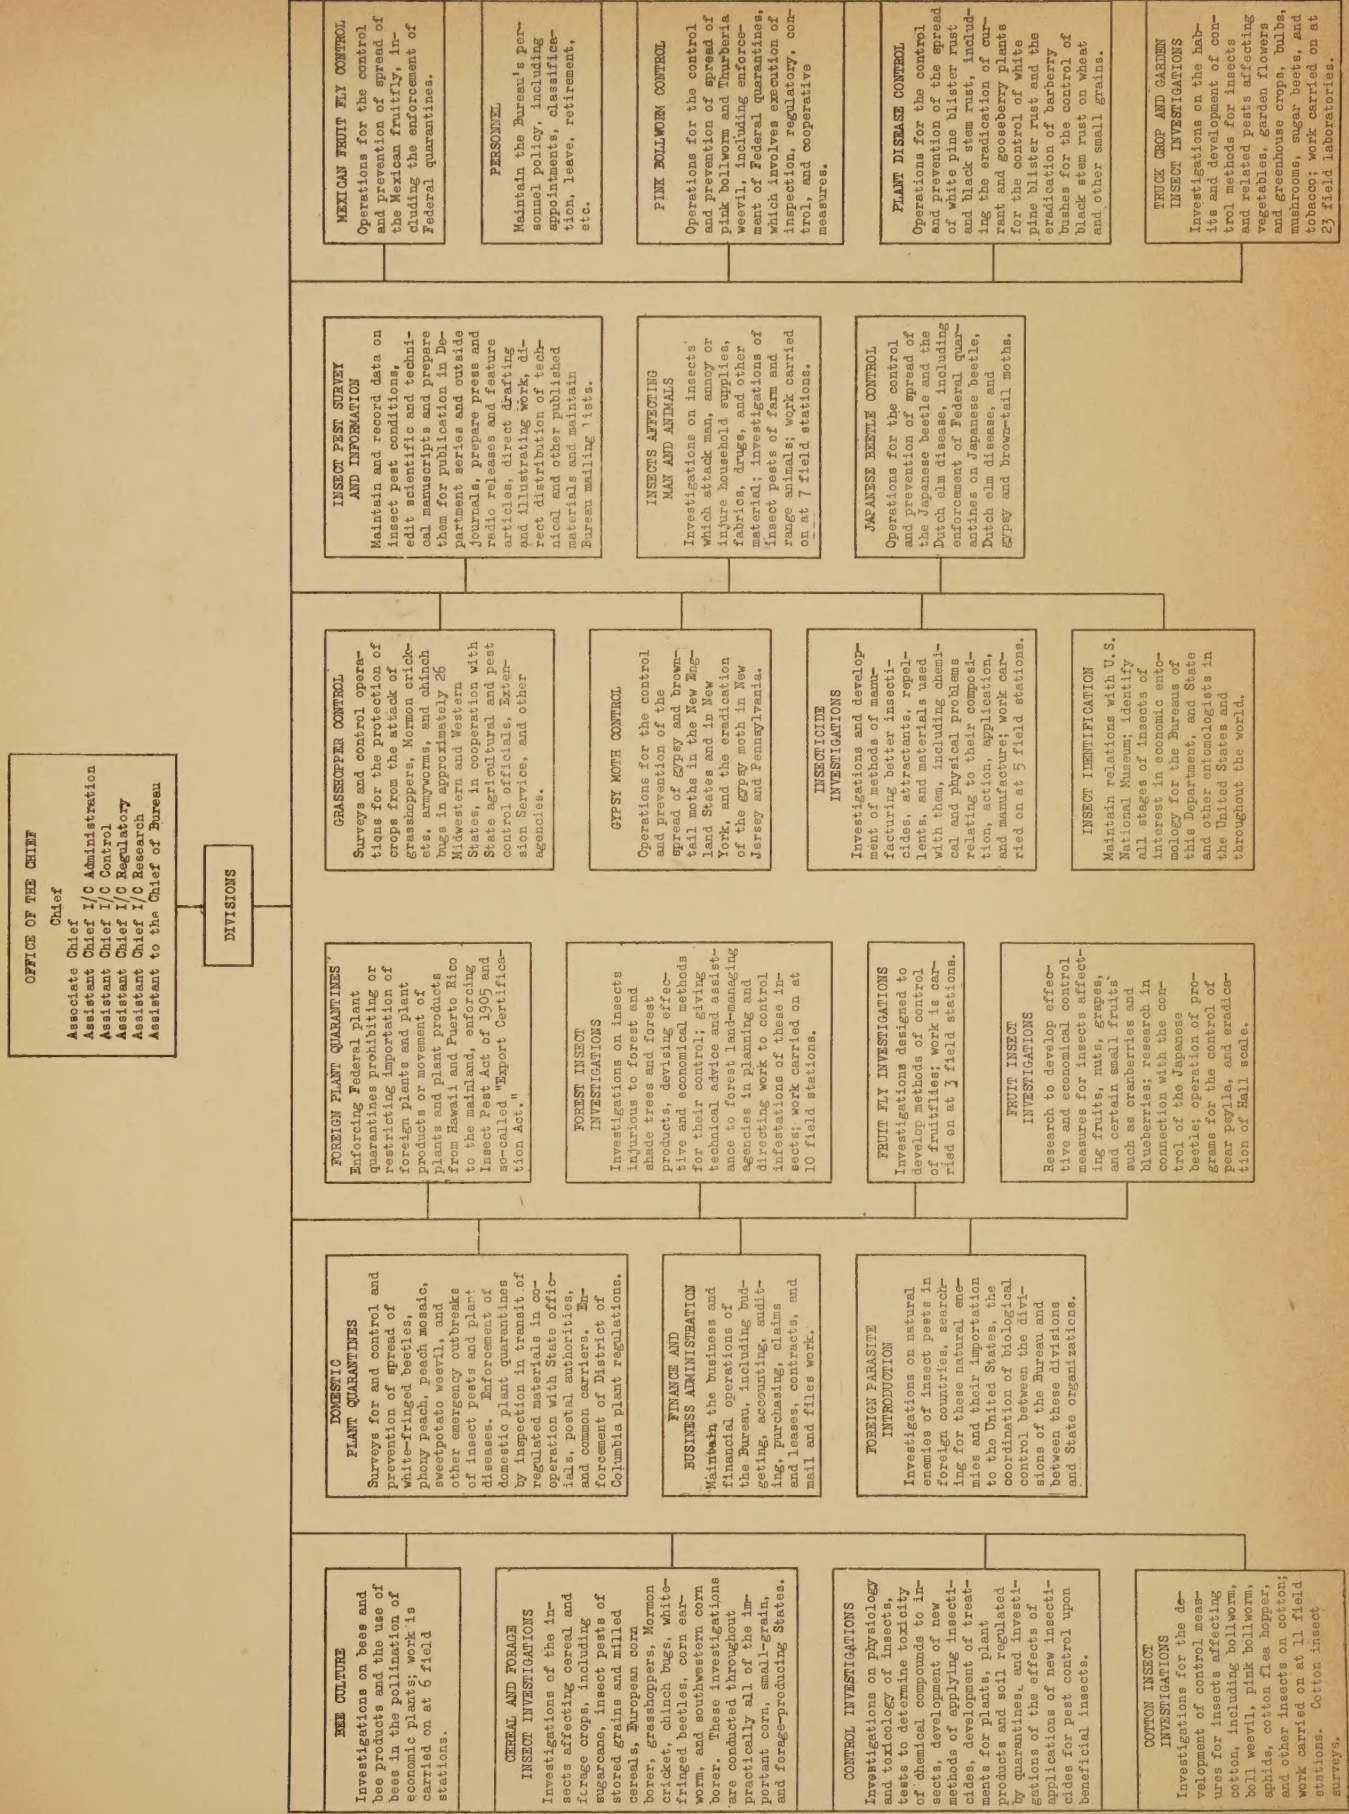 OFFICE OF THE CHIEF
Chief
Associate Chief
Assistant Chief I/C Administration
Assistant Chief I/C Control
Assistant Chief I/C Regulatory
Assistant Chief I/C Research
Assistant to the Chief of Bureau
DIVISIONS
BEE CULTURE
Investigations on bees and
bee products and the use of
bees in the pollination of
economic plants; work is
carried on at 6 field
stations.
CEREAL AND FORAGE
INSECT INVESTIGATIONS
Investigations of the in-
sects affecting cereal and
forage crops, including
sugarcane, insect pests of
stored grains and milled
cereals, European corn
borer, grasshoppers, Mormon
cricket, chinch bugs, white-
fringed beetles, corn ear-
worm, and southwestern corn
borer. These investigations
are conducted throughout
practically all of the im-
portant corn, small-grain,
and forage-producing States.
CONTROL INVESTIGATIONS
Investigations on physiology
and toxicology of insects,
tests to determine toxicity
of chemical compounds to in-
sects, development of new
methods of applying insecti-
cides, development of treat-
ments for plants, plant
products and soil regulated
by quarantines, and investi-
gations of the effects of
applications of new insecti-
cides for pest control upon
beneficial insects.
COTTON INSECT
INVESTIGATIONS
Investigations for the de-
velopment of control meas-
ures for insects affecting
cotton, including bollworm,
boll weevil, pink bollworm,
aphids, cotton flea hopper,
and other insects on cotton;
work carried on at 11 field
stations. Cotton insect
surveys.
DOMESTIC
PLANT QUARANTINES
Surveys for and control and
prevention of spread of
white-fringed beetles,
phony peach, peach mosaic,
sweetpotato weevil, and
other emergency outbreaks
of insect pests and plant
diseases. Enforcement of
domestic plant quarantines
by inspection in transit of
regulated materials in co-
operation with State offic-
ials, postal authorities,
and common carriers. En-
forcement of District of
Columbia plant regulations.
FINANCE AND
BUSINESS ADMINISTRATION
Maintain the business and
financial operations of
the Bureau, including bud-
geting, accounting, audit-
ing, purchasing, claims
and leases, contracts, and
mail and files work.
FOREIGN PARASITE
INTRODUCTION
Investigations on natural
enemies of insect pests in
foreign countries, search-
ing for these natural ene-
mies and their importation
to the United States, the
coordination of biological
control between the divi-
sions of the Bureau and
between these divisions
and State organizations.
FOREIGN PLANT QUARANTINES
Enforcing Federal plant
quarantines prohibiting or
restricting importation of
foreign plants and plant
products or movement of
plants and plant products
from Hawaii and Puerto Rico
to the mainland, enforcing
Insect Pest Act of 1905 and
so-called "Export Certifica-
tion Act."
FOREST INSECT
INVESTIGATIONS
Investigations on insects
injurious to forest and
shade trees and forest
products, devising effec-
tive and economical methods
for their control; giving
technical advice and assist-
ance to forest land-managing
agencies in planning and
directing work to control
infestations of these in-
sects; work carried on at
10 field stations.
FRUIT FLY INVESTIGATIONS
Investigations designed to
develop methods of control
of fruitflies; work is car-
ried on at 3 field stations.
FRUIT INSECT
INVESTIGATIONS
Research to develop effec-
tive and economical control
measures for insects affect-
ing fruits, nuts, grapes,
and certain small fruits
such as cranberries and
blueberries; research in
connection with the con-
trol of the Japanese
beetle; operation of pro-
grams for the control of
pear psylla, and eradica-
tion of Hall scale.
GRASSHOPPER CONTROL
Surveys and control opera-
tions for the protection of
crops from the attack of
grasshoppers, Mormon crick-
ets, armyworms, and chinch
bugs in approximately 26
Midwestern and Western
States, in cooperation with
State agricultural and pest
control officials, Exten-
sion Service, and other
agencies.
GYPSY MOTH CONTROL
Operations for the control
and prevention of the
spread of gypsy and brown-
tail moths in the New Eng-
land States and in New
York, and the eradication
of the gypsy moth in New
Jersey and Pennsylvania.
INSECTICIDE
INVESTIGATIONS
Investigations and develop-
ment of methods of manu-
facturing better insecti-
cides, attractants, repel-
lents, and materials used
with them, including chemi-
cal and physical problems
relating to their composi-
tion, action, application,
and manufacture; work car-
ried on at 5 field stations.
INSECT IDENTIFICATION
Maintain relations with U.S.
National Museum; identify
all stages of insects of
interest in economic ento-
mology for the Bureaus of
this Department, and State
and other entomologists in
the United States and
throughout the world.
INSECT PEST SURVEY
AND INFORMATION
Maintain and record data on
insect pest conditions,
edit scientific and techni-
cal manuscripts and prepare
them for publication in De-
partment series and outside
journals, prepare press and
radio releases and feature
articles, direct drafting
and illustrating work, di-
rect distribution of tech-
nical and other published
materials and maintain
Bureau mailing lists.
INSECTS AFFECTING
MAN AND ANIMALS
Investigations on insects
which attack man, annoy or
injure household supplies,
fabrics, drugs, and other
material; investigations of
insect pests of farm and
range animals; work carried
on at 7 field stations.
JAPANESE BEETLE CONTROL
Operations for the control
and prevention of spread of
the Japanese beetle and the
Dutch elm disease, including
enforcement of Federal quar-
antines on Japanese beetle,
Dutch elm disease, and
gypsy and brown-tail moths.
MEXICAN FRUIT FLY CONTROL
Operations for the control
and prevention of spread of
the Mexican fruitfly, in-
cluding the enforcement of
Federal quarantines.
PERSONNEL
Maintain the Bureau's per-
sonnel policy, including
appointments, classifica-
tion, leave, retirement,
etc.
PINK BOLLWORM CONTROL
Operations for the control
and prevention of spread of
pink bollworm and Thurberia
weevil, including enforce-
ment of Federal quarantines,
which involves execution of
inspection, regulatory, con-
trol, and cooperative
measures.
PLANT DISEASE CONTROL
Operations for the control
and prevention of the spread
of white pine blister rust
and black stem rust, includ-
ing the eradication of cur-
rant and gooseberry plants
for the control of white
pine blister rust and the
eradication of barberry
bushes for the control of
black stem rust on wheat
and other small grains.
TRUCK CROP AND GARDEN
INSECT INVESTIGATIONS
Investigations on the hab-
its and development of con-
trol methods for insects
and related pests affecting
vegetables, garden flowers
and greenhouse crops, bulbs,
mushrooms, sugar beets, and
tobacco; work carried on at
23 field laboratories.